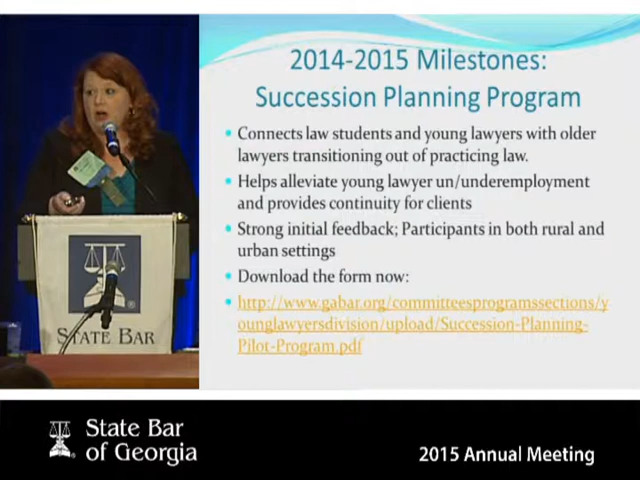 2014-2015 Milestones:
Succession Planning Program
• Connects law students and young lawyers with older
lawyers transitioning out of practicing law.
• Helps alleviate young lawyer un/underemployment
and provides continuity for clients
• Strong initial feedback; Participants in both rural and
urban settings
• Download the form now:
• http://www.gabar.org/committeesprogramssections/y
ounglawyersdivision/upload/Succession-Planning-
Pilot-Program.pdf
STATE BAR
State Bar
of Georgia
2015 Annual Meeting